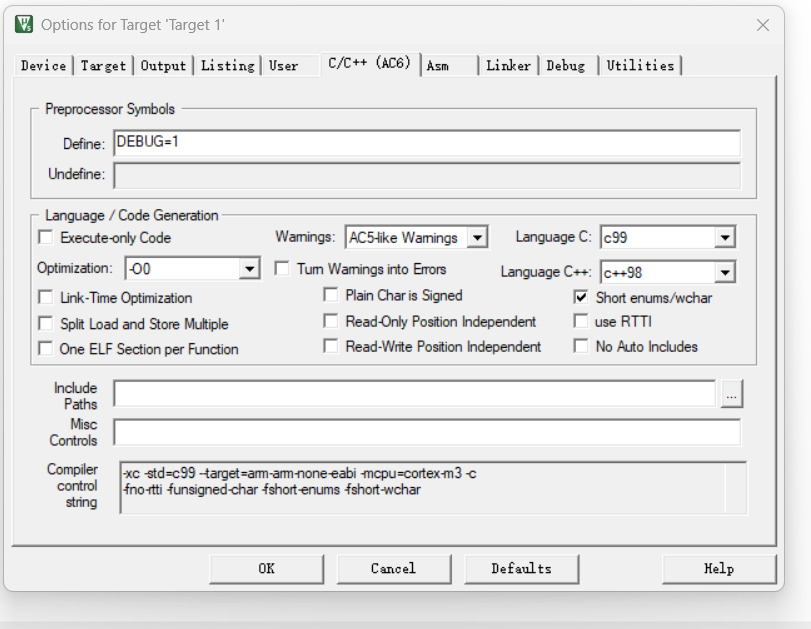 Options for Target 'Target 1'
Device Target Output Listing User C/C++ (AC6) Asm Linker Debug Utilities
Preprocessor Symbols
Define: DEBUG=1
Undefine:
Language / Code Generation
Execute-only Code Warnings: AC5-like Warnings Language C: c99
Optimization: -O0 Turn Warnings into Errors Language C++: c++98
Link-Time Optimization Plain Char is Signed Short enums/wchar
Split Load and Store Multiple Read-Only Position Independent use RTTI
One ELF Section per Function Read-Write Position Independent No Auto Includes
Include
Paths ...
Misc
Controls
Compiler
control
string
-xc -std=c99 --target=arm-arm-none-eabi -mcpu=cortex-m3 -c
-fno-rtti -funsigned-char -fshort-enums -fshort-wchar
OK Cancel Defaults Help